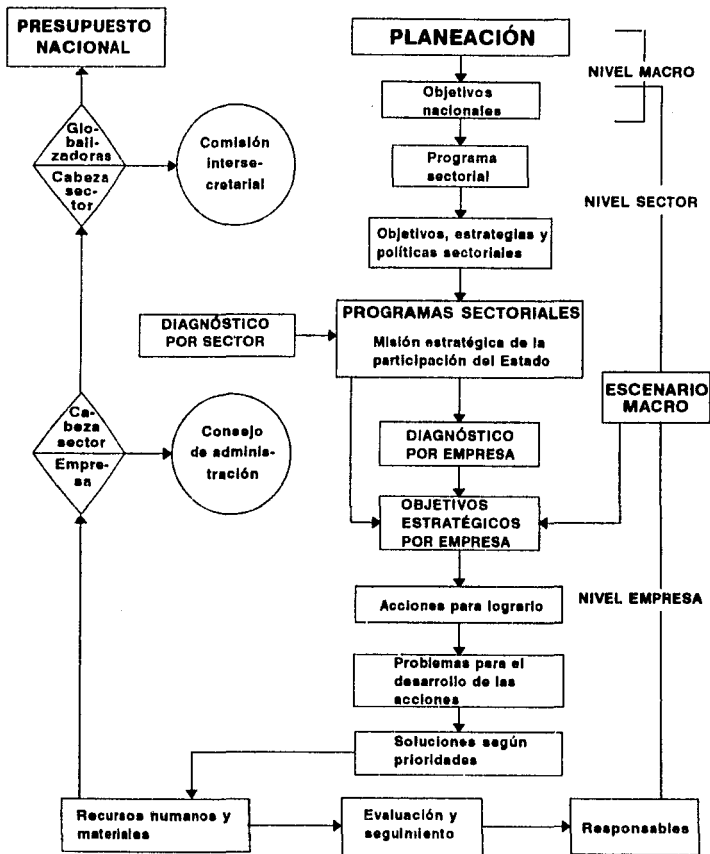 PRESUPUESTO
NACIONAL
Glo-
bali-
zadoras
Cabeza
sec-
tor
Comisión
interse-
cretarial
PLANEACIÓN
Objetivos
nacionales
Programa
sectorial
Objetivos, estrategias y
políticas sectoriales
DIAGNÓSTICO
POR SECTOR
PROGRAMAS SECTORIALES
Misión estratégica de la
participación del Estado
NIVEL MACRO
NIVEL SECTOR
ESCENARIO
MACRO
Ca-
beza
sector
Empre-
sa
Consejo
de adminis-
tración
DIAGNÓSTICO
POR EMPRESA
OBJETIVOS
ESTRATÉGICOS
POR EMPRESA
NIVEL EMPRESA
Acciones para lograrlo
Problemas para el
desarrollo de las
acciones
Soluciones según
prioridades
Recursos humanos y
materiales
Evaluación y
seguimiento
Responsables